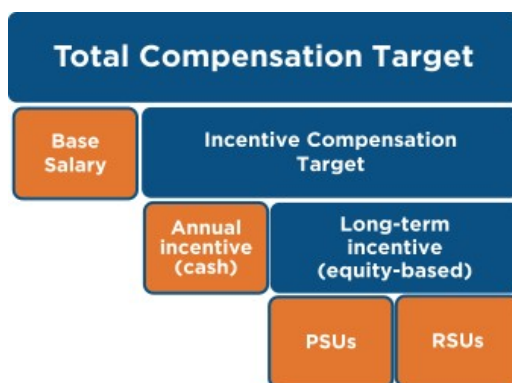 Total Compensation Target
Base
Salary
Incentive Compensation
Target
Annual
incentive
(cash)
Long-term
incentive
(equity-based)
PSUs
RSUs